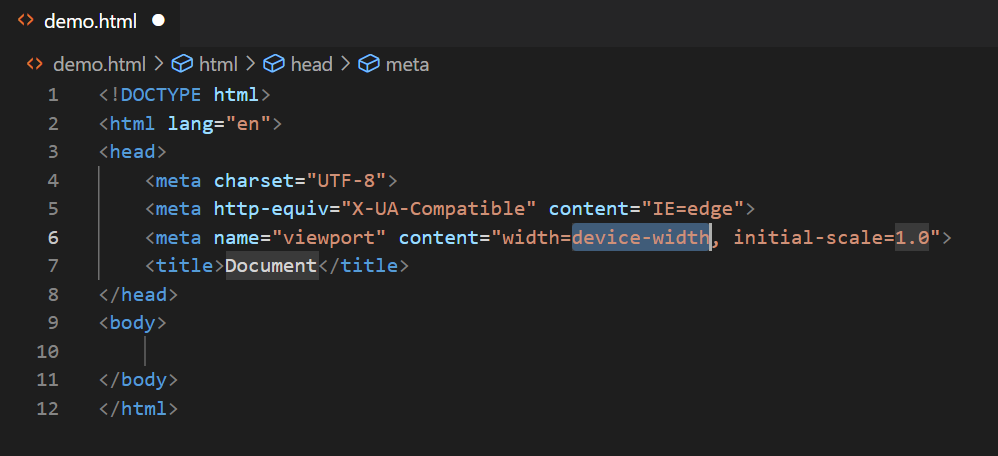 demo.html
demo.html > html > head > meta
1 <!DOCTYPE html>
2 <html lang="en">
3 <head>
4     <meta charset="UTF-8">
5     <meta http-equiv="X-UA-Compatible" content="IE=edge">
6     <meta name="viewport" content="width=device-width, initial-scale=1.0">
7     <title>Document</title>
8 </head>
9 <body>
10
11 </body>
12 </html>